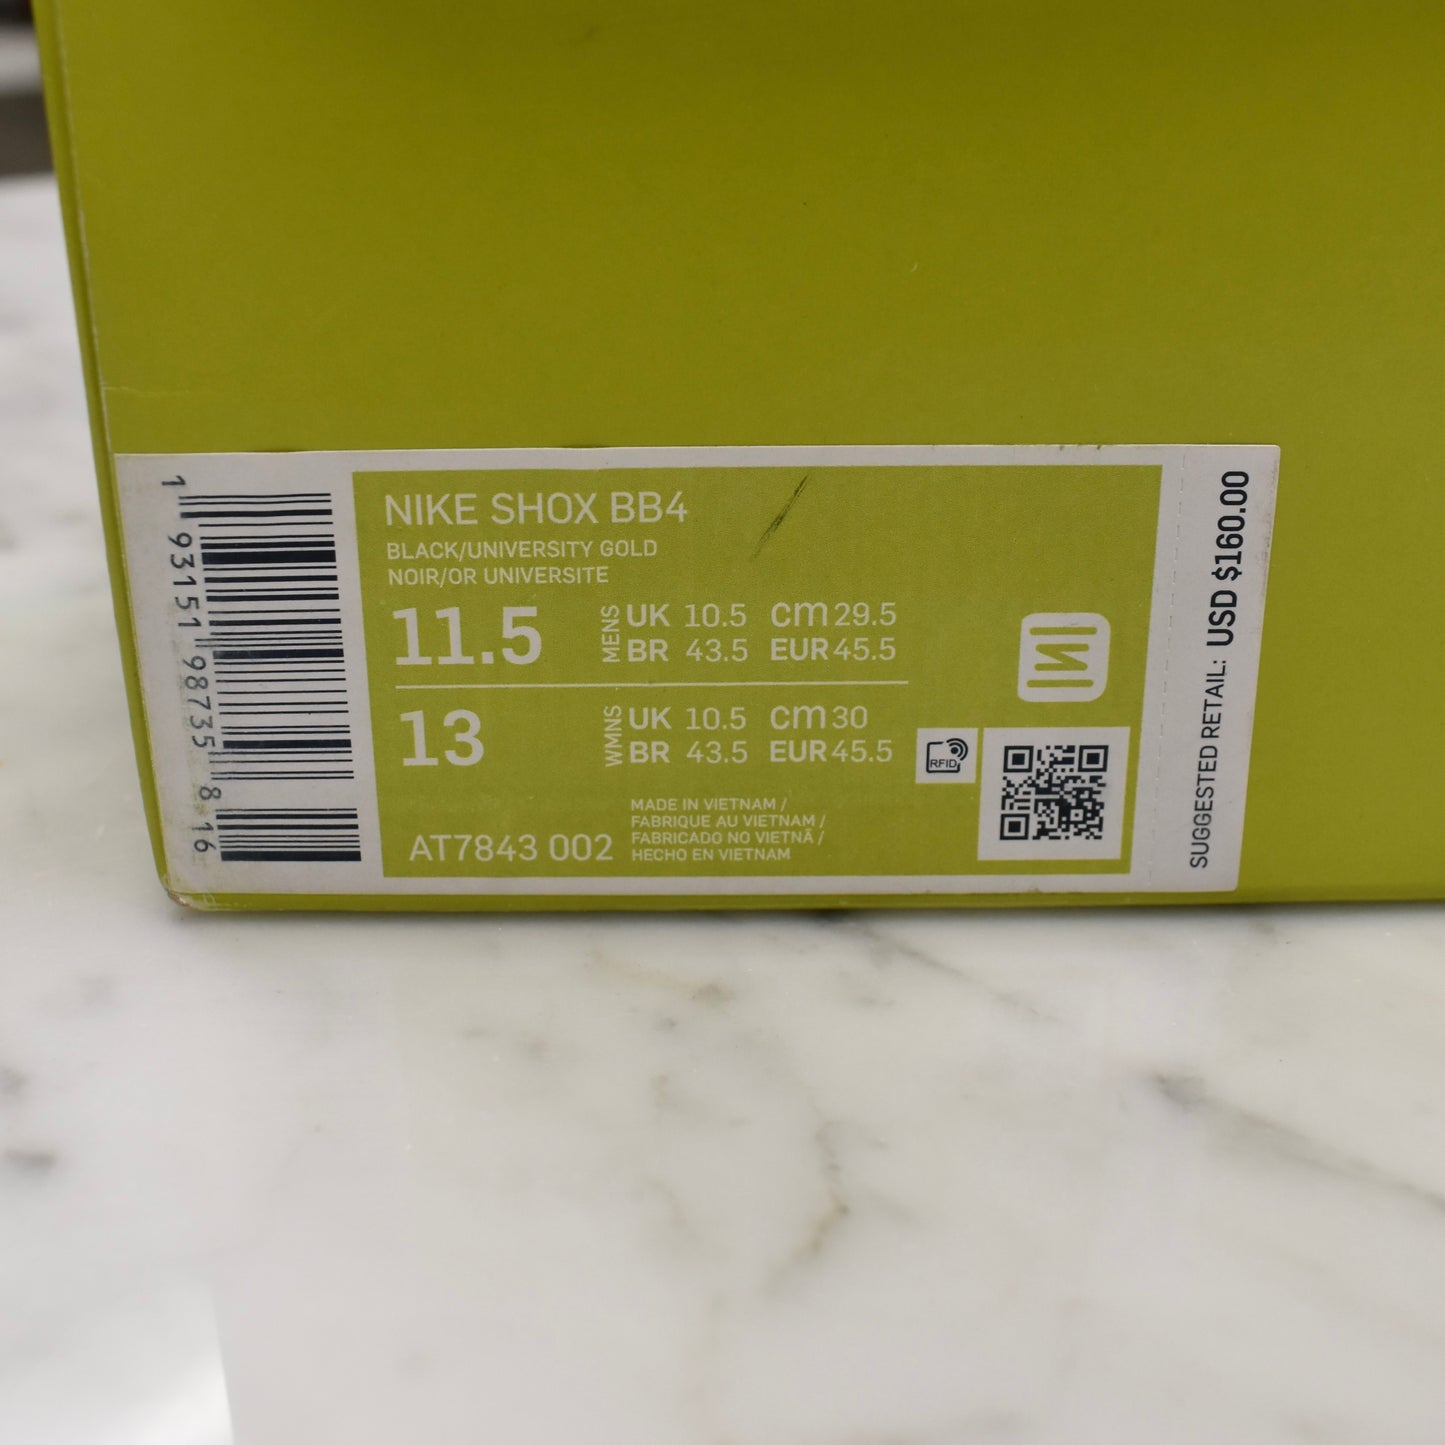 1 93151 98735 8 16
NIKE SHOX BB4
BLACK/UNIVERSITY GOLD
NOIR/OR UNIVERSITE
11.5 MENS UK 10.5 cm 29.5
BR 43.5 EUR 45.5
13 WMNS UK 10.5 cm 30
BR 43.5 EUR 45.5
RFID
AT7843 002
MADE IN VIETNAM /
FABRIQUE AU VIETNAM /
FABRICADO NO VIETNÃ /
HECHO EN VIETNAM
SUGGESTED RETAIL: USD $160.00